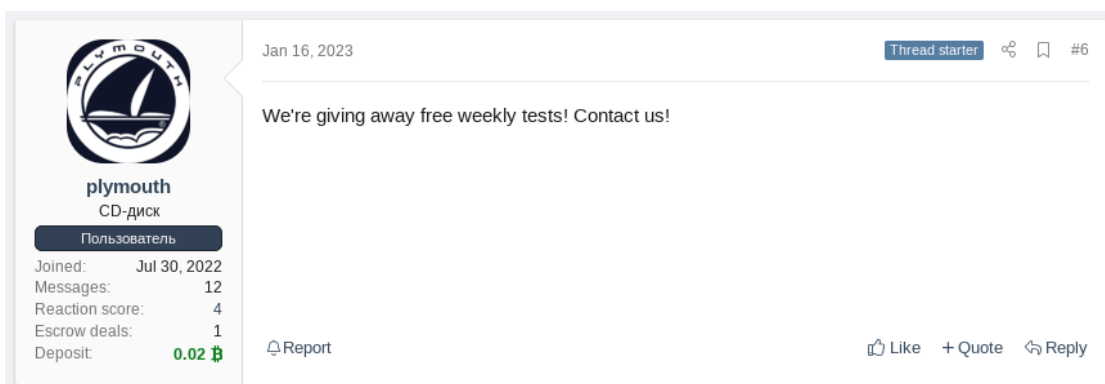 PLYMOUTH
plymouth
CD-диск
Пользователь
Joined: Jul 30, 2022
Messages: 12
Reaction score: 4
Escrow deals: 1
Deposit: 0.02 ₿
Jan 16, 2023 Thread starter #6
We're giving away free weekly tests! Contact us!
Report Like + Quote Reply